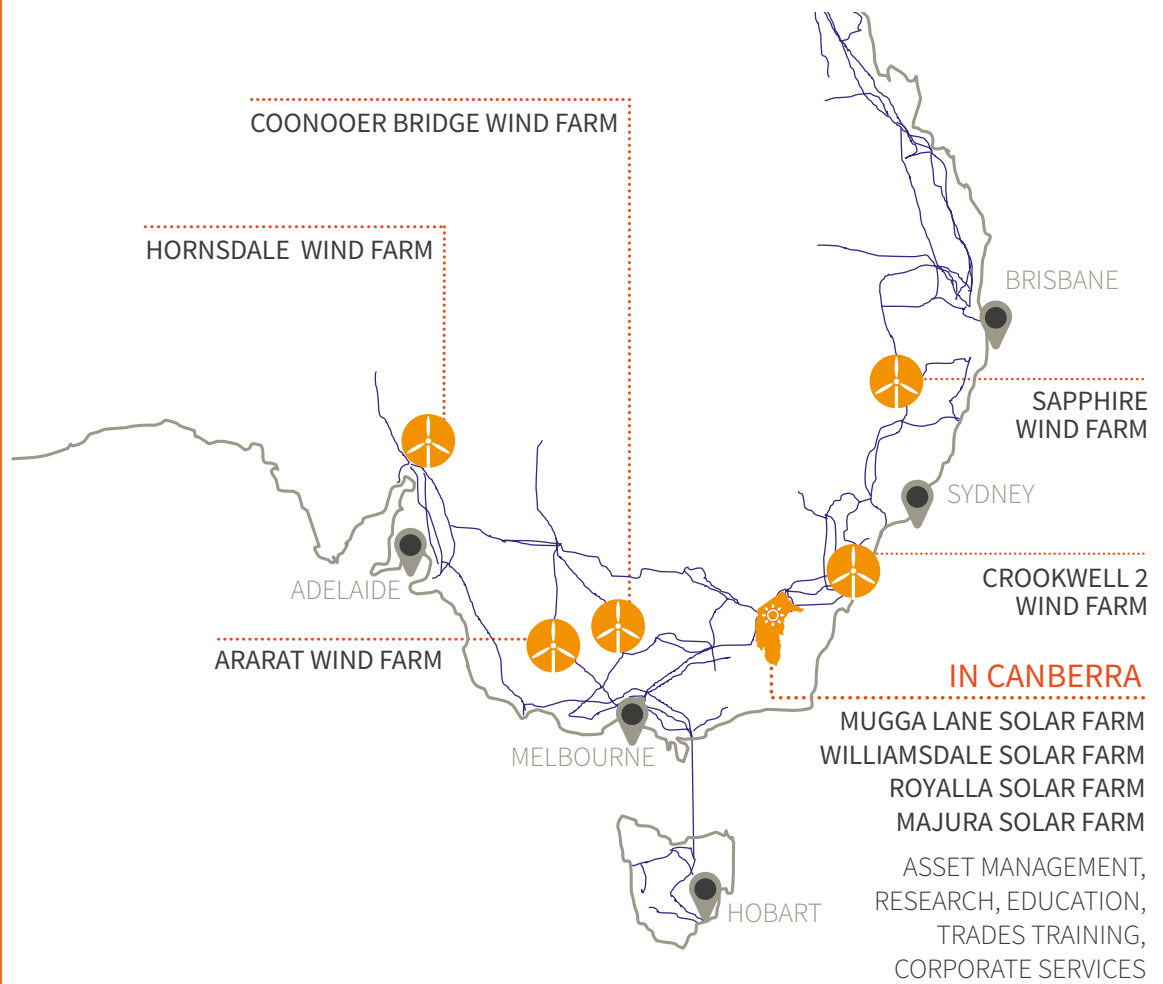 COONOOER BRIDGE WIND FARM
HORNSDALE WIND FARM
BRISBANE
SAPPHIRE
WIND FARM
SYDNEY
ADELAIDE
CROOKWELL 2
WIND FARM
ARARAT WIND FARM
IN CANBERRA
MUGGA LANE SOLAR FARM
WILLIAMSDALE SOLAR FARM
ROYALLA SOLAR FARM
MAJURA SOLAR FARM
MELBOURNE
ASSET MANAGEMENT,
RESEARCH, EDUCATION,
TRADES TRAINING,
CORPORATE SERVICES
HOBART